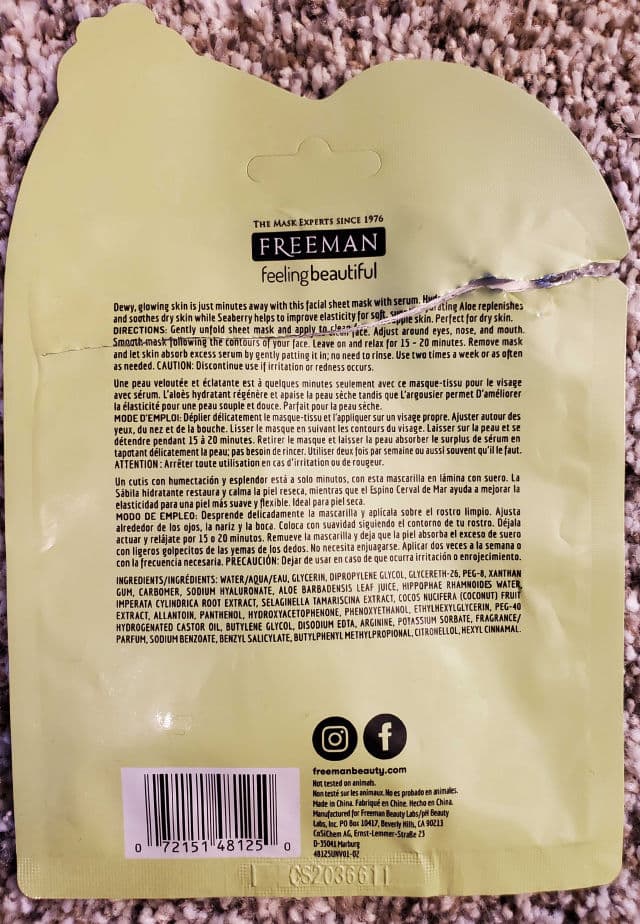 THE MASK EXPERTS SINCE 1976
FREEMAN
feelingbeautiful
Dewy, glowing skin is just minutes away with this facial sheet mask with serum. Aloe replenishes
and soothes dry skin while Seaberry helps to improve elasticity for soft, skin. Perfect for dry skin.
DIRECTIONS: Gently unfold sheet mask and apply to clean face. Adjust around eyes, nose, and mouth.
Smooth mask following the contours of your face. Leave on and relax for 15 - 20 minutes. Remove mask
and let skin absorb excess serum by gently patting it in; no need to rinse. Use two times a week or as often
as needed. CAUTION: Discontinue use if irritation or redness occurs.
Une peau veloutée et éclatante est à quelques minutes seulement avec ce masque-tissu pour le visage
avec sérum. L'aloès hydratant régénère et apaise la peau sèche tandis que L'argousier permet D'améliorer
la élasticité pour une peau souple et douce. Parfait pour la peau sèche.
MODE D'EMPLOI: Déplier délicatement le masque-tissu et l'appliquer sur un visage propre. Ajuster autour des
yeux, du nez et de la bouche. Lisser le masque en suivant les contours du visage. Laisser sur la peau et se
détendre pendant 15 à 20 minutes. Retirer le masque et laisser la peau absorber le surplus de sérum en
tapotant délicatement la peau; pas besoin de rincer. Utiliser deux fois par semaine ou aussi souvent qu'il le faut.
ATTENTION: Arrêter toute utilisation en cas d'irritation ou de rougeur.
Un cutis con humectación y esplendor está a solo minutos, con esta mascarilla en lámina con suero. La
Sábila hidratante restaura y calma la piel reseca, mientras que el Espino Cerval de Mar ayuda a mejorar la
elasticidad para una piel más suave y flexible. Ideal para piel seca.
MODO DE EMPLEO: Desprende delicadamente la mascarilla y aplícala sobre el rostro limpio. Ajusta
alrededor de los ojos, la nariz y la boca. Coloca con suavidad siguiendo el contorno de tu rostro. Déjala
actuar y relájate por 15 o 20 minutos. Remueve la mascarilla y deja que la piel absorba el exceso de suero
con ligeros golpecitos de las yemas de los dedos. No necesita enjuagarse. Aplicar dos veces a la semana o
con la frecuencia necesaria. PRECAUCIÓN: Dejar de usar en caso de que ocurra irritación o enrojecimiento.
INGREDIENTS/INGRÉDIENTS: WATER/AQUA/EAU, GLYCERIN, DIPROPYLENE GLYCOL, GLYCERETH-26, PEG-8, XANTHAN
GUM, CARBOMER, SODIUM HYALURONATE, ALOE BARBADENSIS LEAF JUICE, HIPPOPHAE RHAMNOIDES WATER,
IMPERATA CYLINDRICA ROOT EXTRACT, SELAGINELLA TAMARISCINA EXTRACT, COCOS NUCIFERA (COCONUT) FRUIT
EXTRACT, ALLANTOIN, PANTHENOL, HYDROXYACETOPHENONE, PHENOXYETHANOL, ETHYLHEXYLGLYCERIN, PEG-40
HYDROGENATED CASTOR OIL, BUTYLENE GLYCOL, DISODIUM EDTA, ARGININE, POTASSIUM SORBATE, FRAGRANCE/
PARFUM, SODIUM BENZOATE, BENZYL SALICYLATE, BUTYLPHENYL METHYLPROPIONAL, CITRONELLOL, HEXYL CINNAMAL.
freemanbeauty.com
Not tested on animals.
Non testé sur les animaux. No es probado en animales.
Made in China. Fabriqué en Chine. Hecho en China.
Manufactured for Freeman Beauty Labs/pH Beauty
Labs, Inc. PO Box 10417, Beverly Hills, CA 90213
CoSiChem AG, Ernst-Lemmer-Straße 23
D-35041 Marburg
48125UNV01-02
0 72151 48125 0
CS2036611